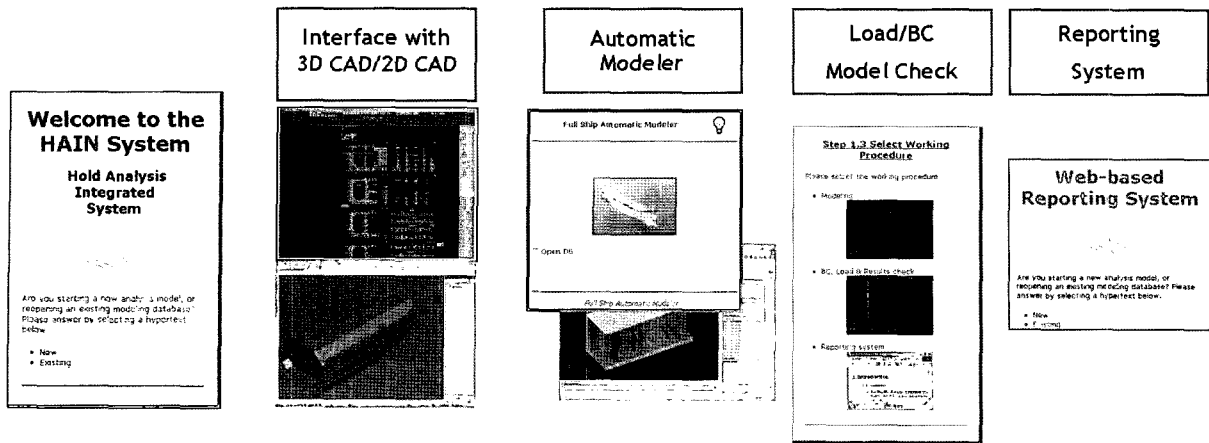 Interface with
3D CAD/2D CAD
Automatic
Modeler
Load/BC
Model Check
Reporting
System
Welcome to the
HAIN System
Hold Analysis
Integrated
System
Are you starting a new analysis model, or
reopening an existing modeling database?
Please answer by selecting a hypertext
below
• New
• Existing
Full Ship Automatic Modeler
Open DB
Full Ship Automatic Modeler
Step 1.3 Select Working
Procedure
Please select the working procedure
• Modeling
• BC, Load & Results check
• Reporting system
Web-based
Reporting System
Are you starting a new analysis model, or
reopening an existing modeling database? Please
answer by selecting a hypertext below.
• New
• Existing